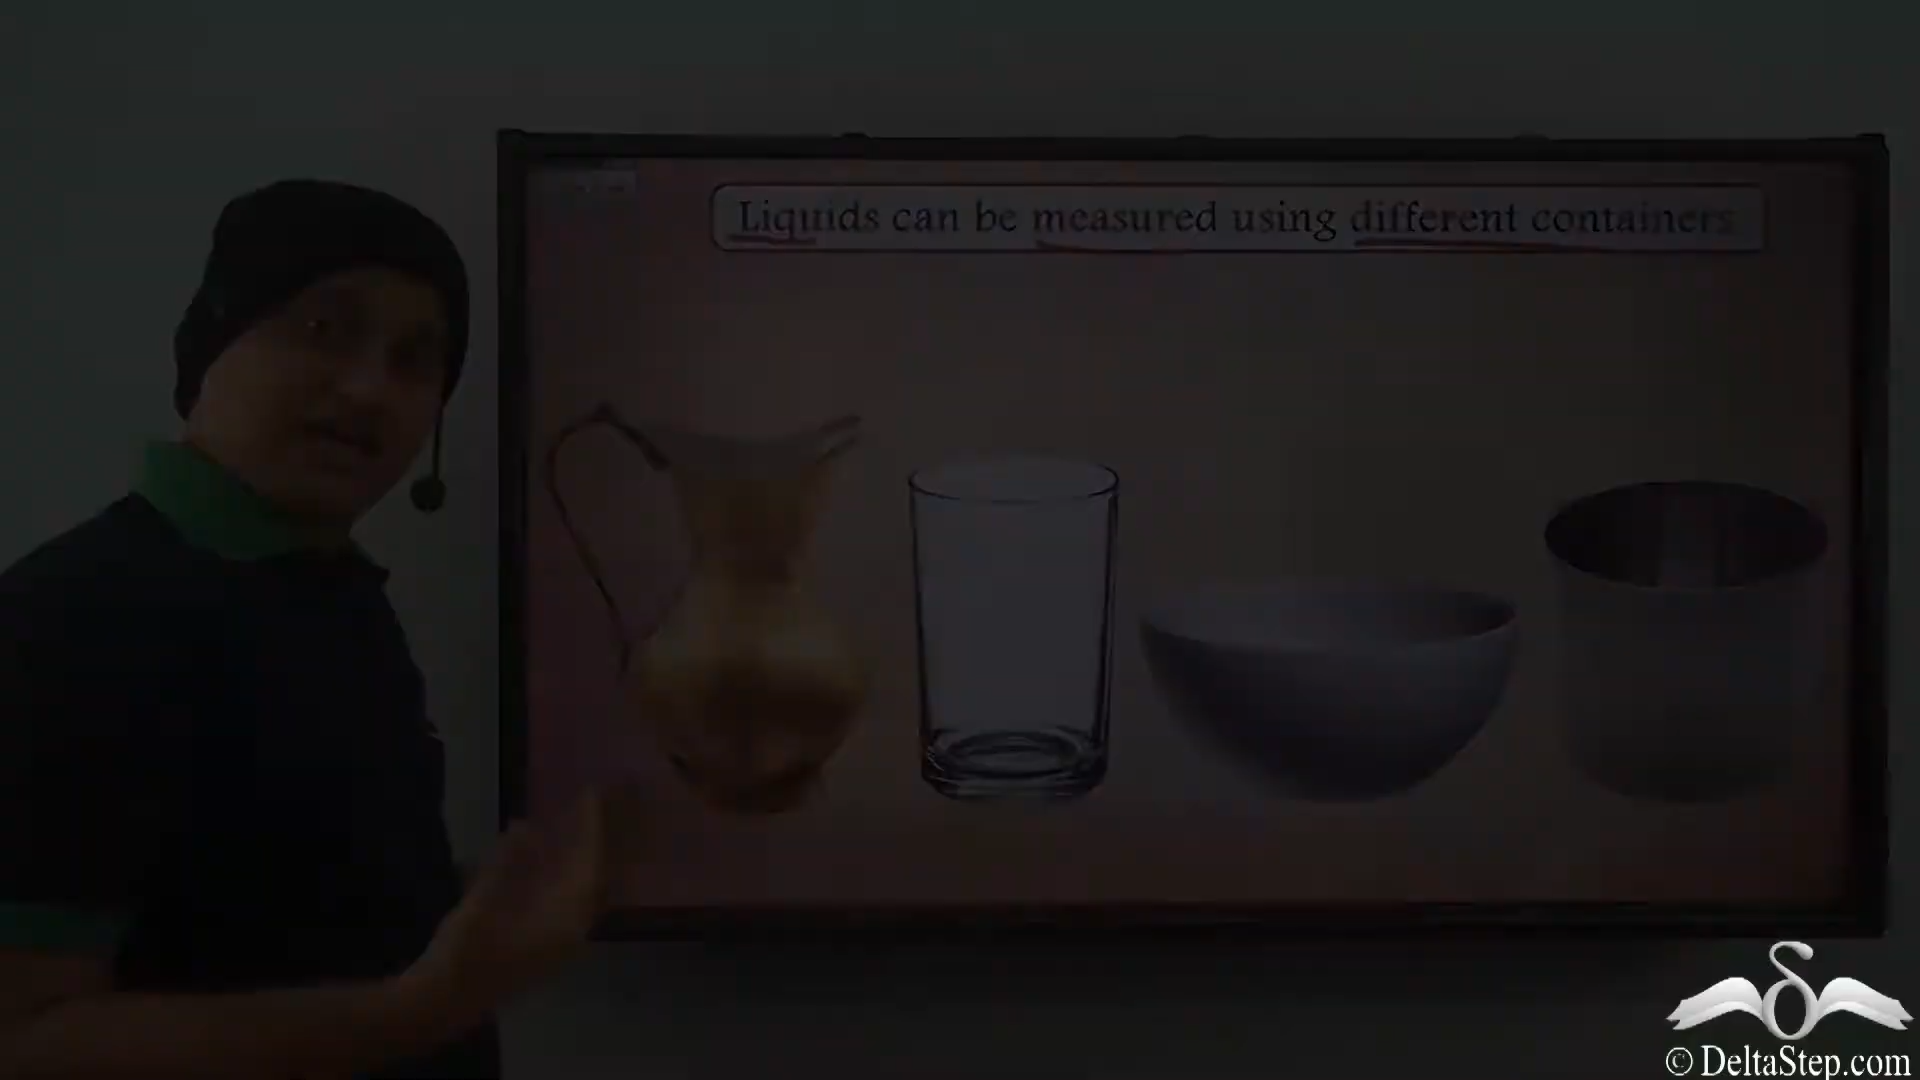 Liquids can be measured using different containers
© DeltaStep.com